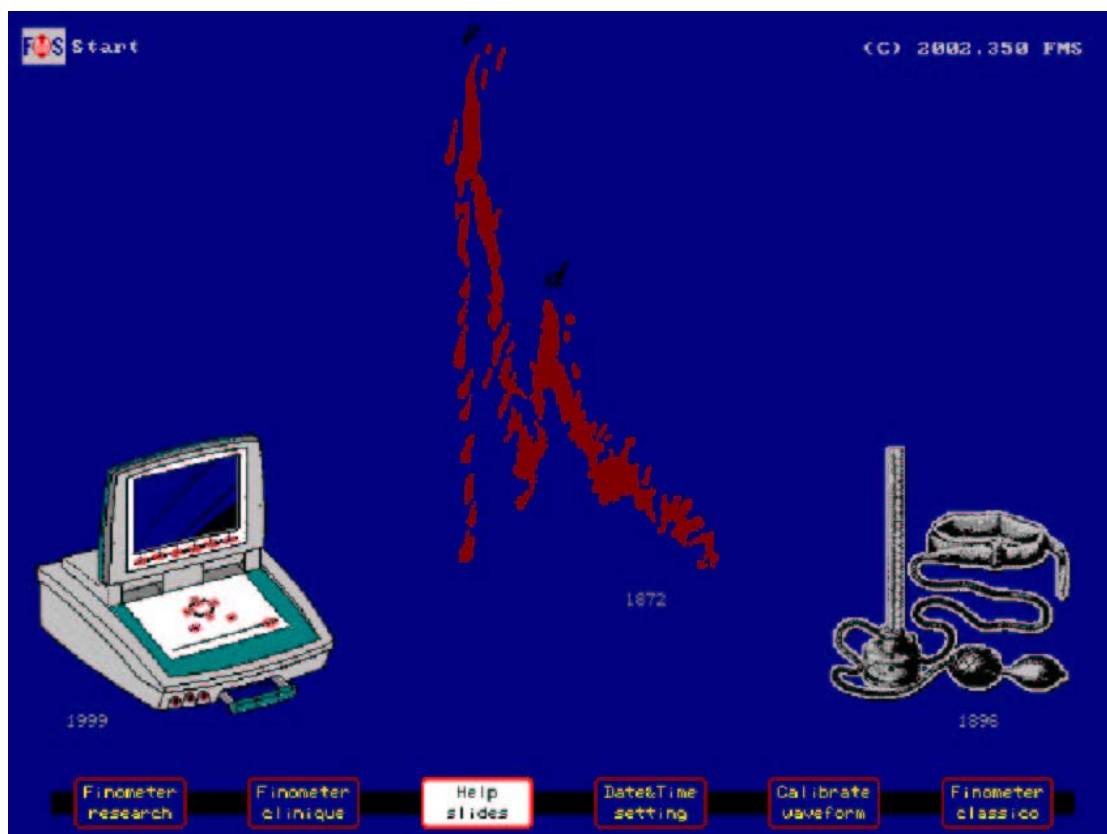 FMS Start
(C) 2002.350 FMS
1872
1999
1896
Finometer
research
Finometer
clinique
Help
slides
Date&Time
setting
Calibrate
waveform
Finometer
classico